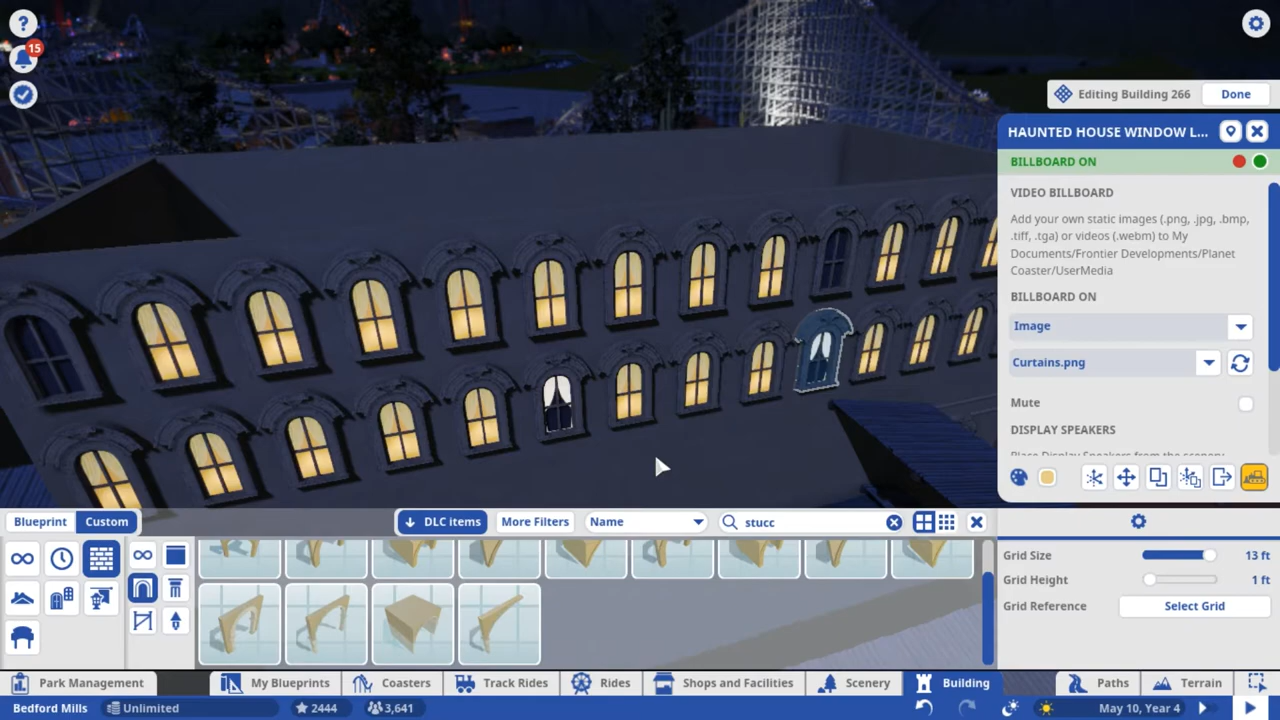 ?
15
Editing Building 266
Done
HAUNTED HOUSE WINDOW L...
BILLBOARD ON
VIDEO BILLBOARD
Add your own static images (.png, .jpg, .bmp,
.tiff, .tga) or videos (.webm) to My
Documents/Frontier Developments/Planet
Coaster/UserMedia
BILLBOARD ON
Image
Curtains.png
Mute
DISPLAY SPEAKERS
Blueprint
Custom
DLC items
More Filters
Name
stucc
Grid Size
13 ft
Grid Height
1 ft
Grid Reference
Select Grid
Park Management
My Blueprints
Coasters
Track Rides
Rides
Shops and Facilities
Scenery
Building
Paths
Terrain
Bedford Mills
Unlimited
2444
3,641
May 10, Year 4